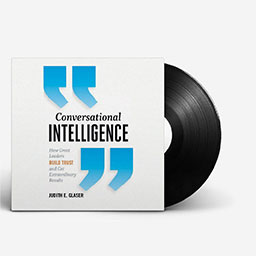 Conversational
INTELLIGENCE
How Great
Leaders
BUILD TRUST
and Get
Extraordinary
Results
JUDITH E. GLASER